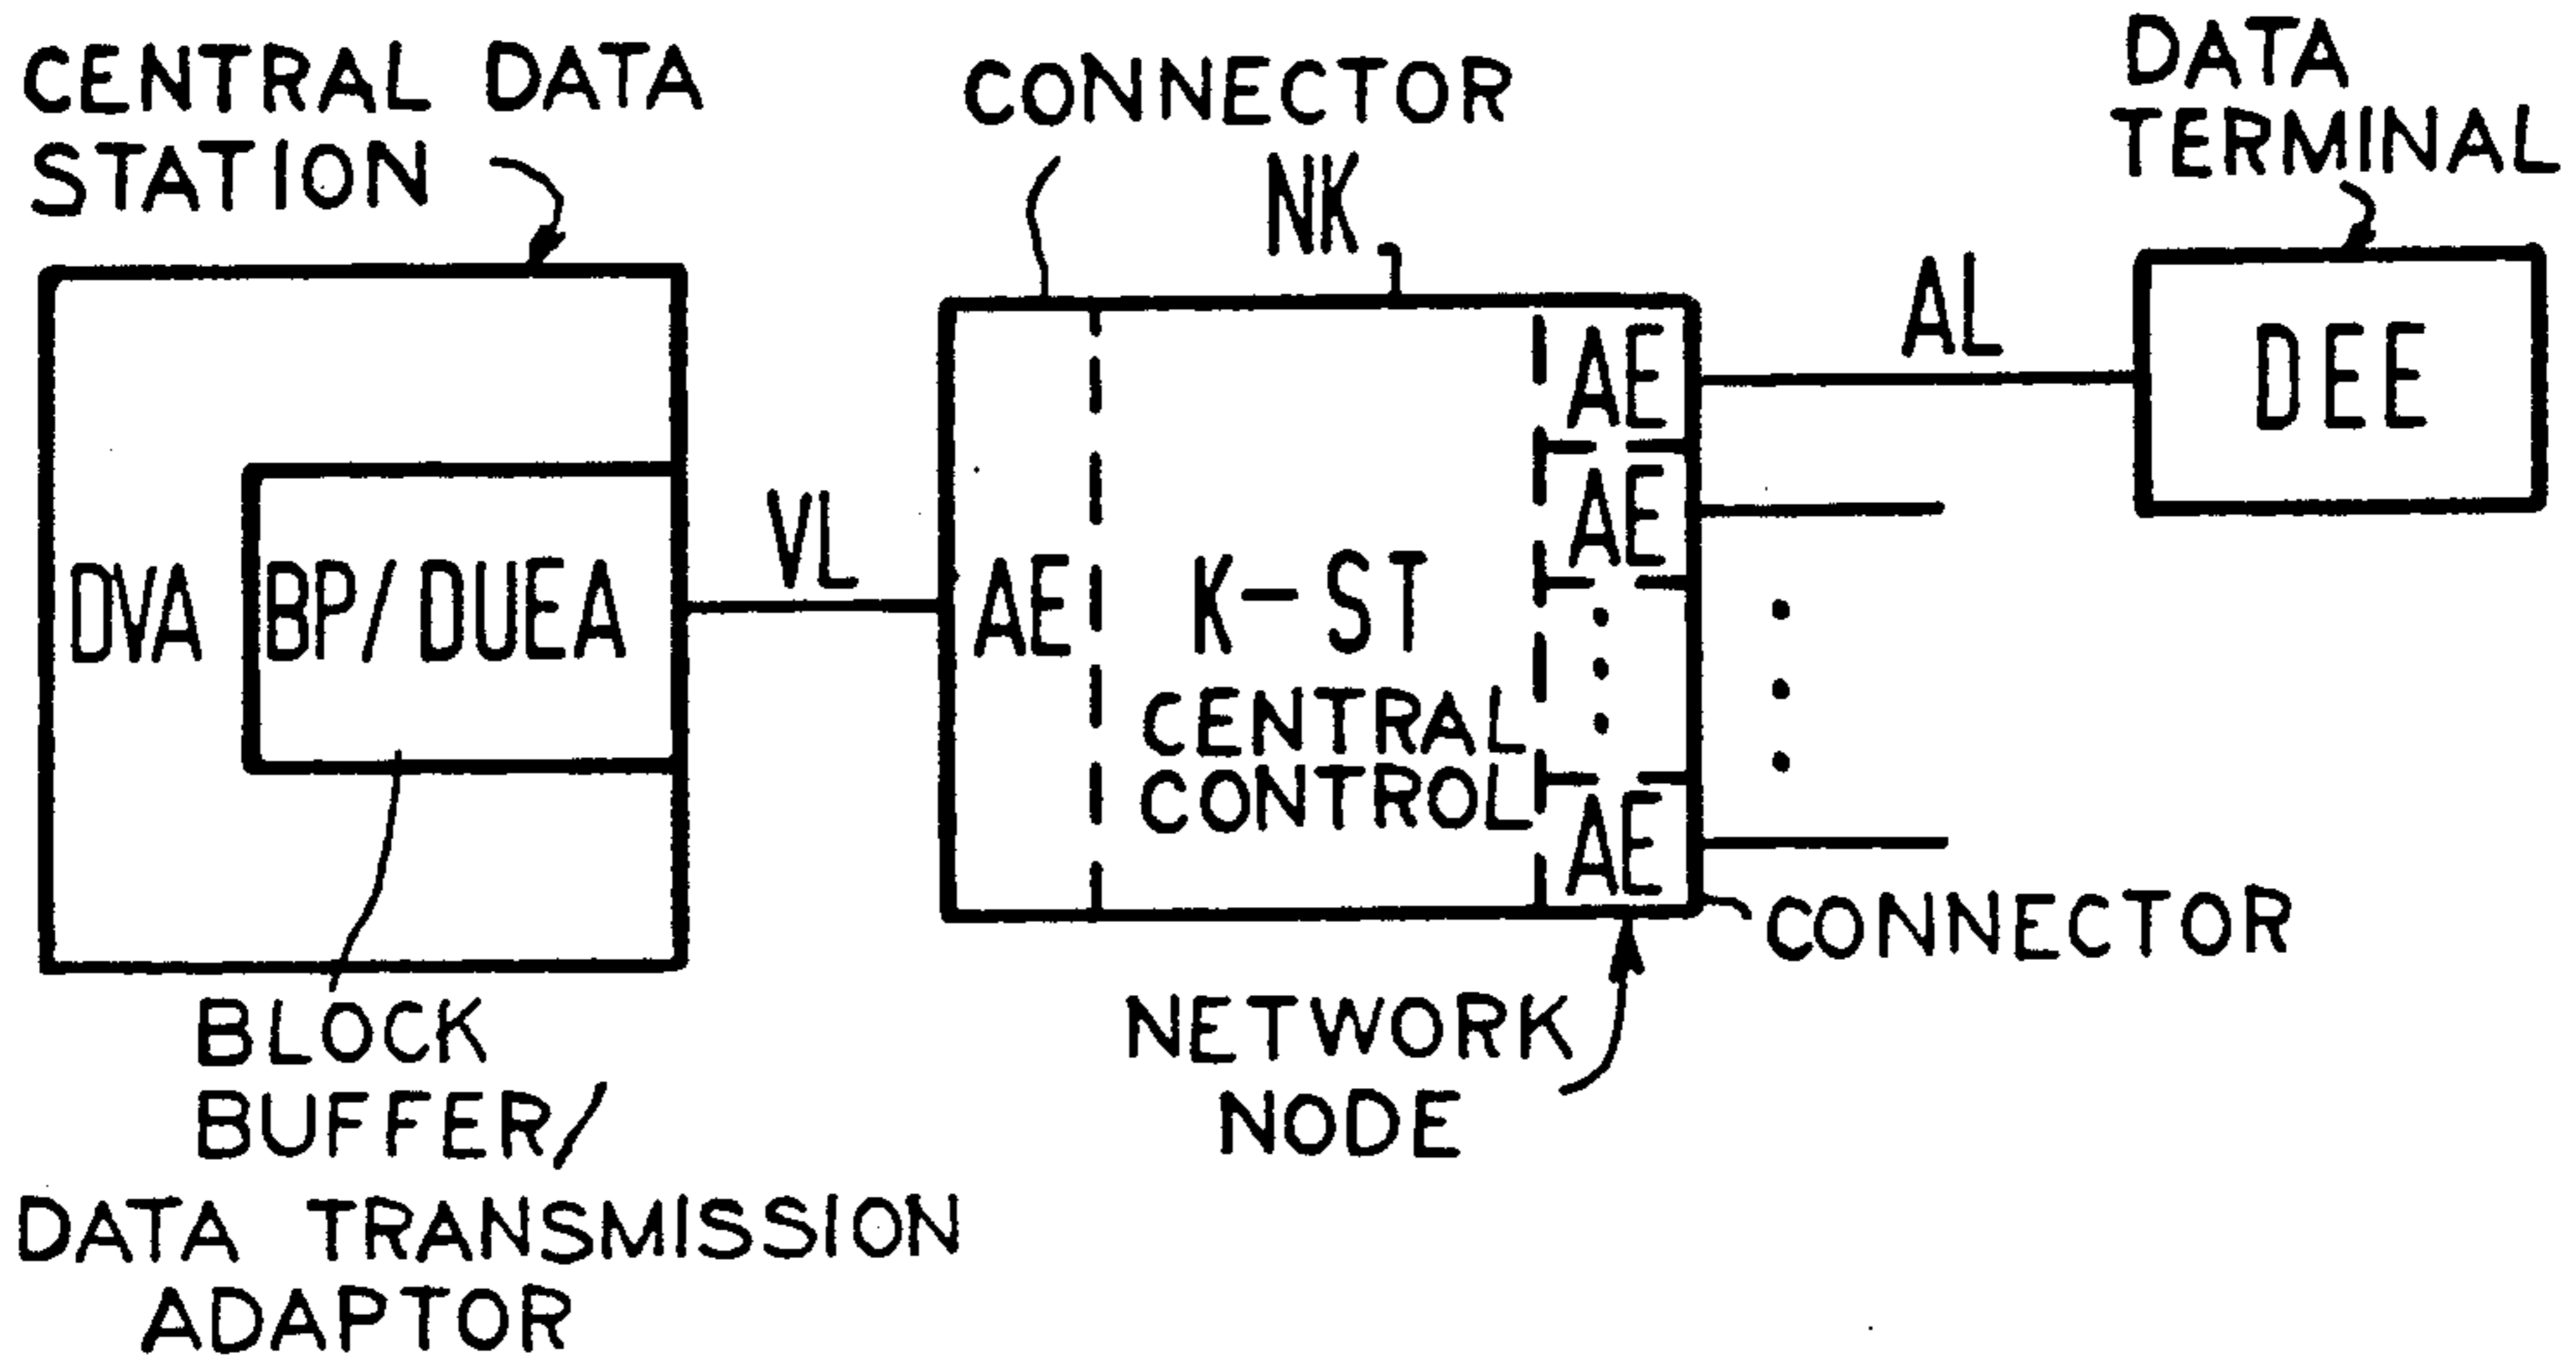 CENTRAL DATA
STATION
CONNECTOR
NK
DATA
TERMINAL
AL
DEE
DVA
BP/DUEA
VL
AE
K-ST
CENTRAL
CONTROL
AE
AE
AE
CONNECTOR
NETWORK
NODE
BLOCK
BUFFER/
DATA TRANSMISSION
ADAPTOR